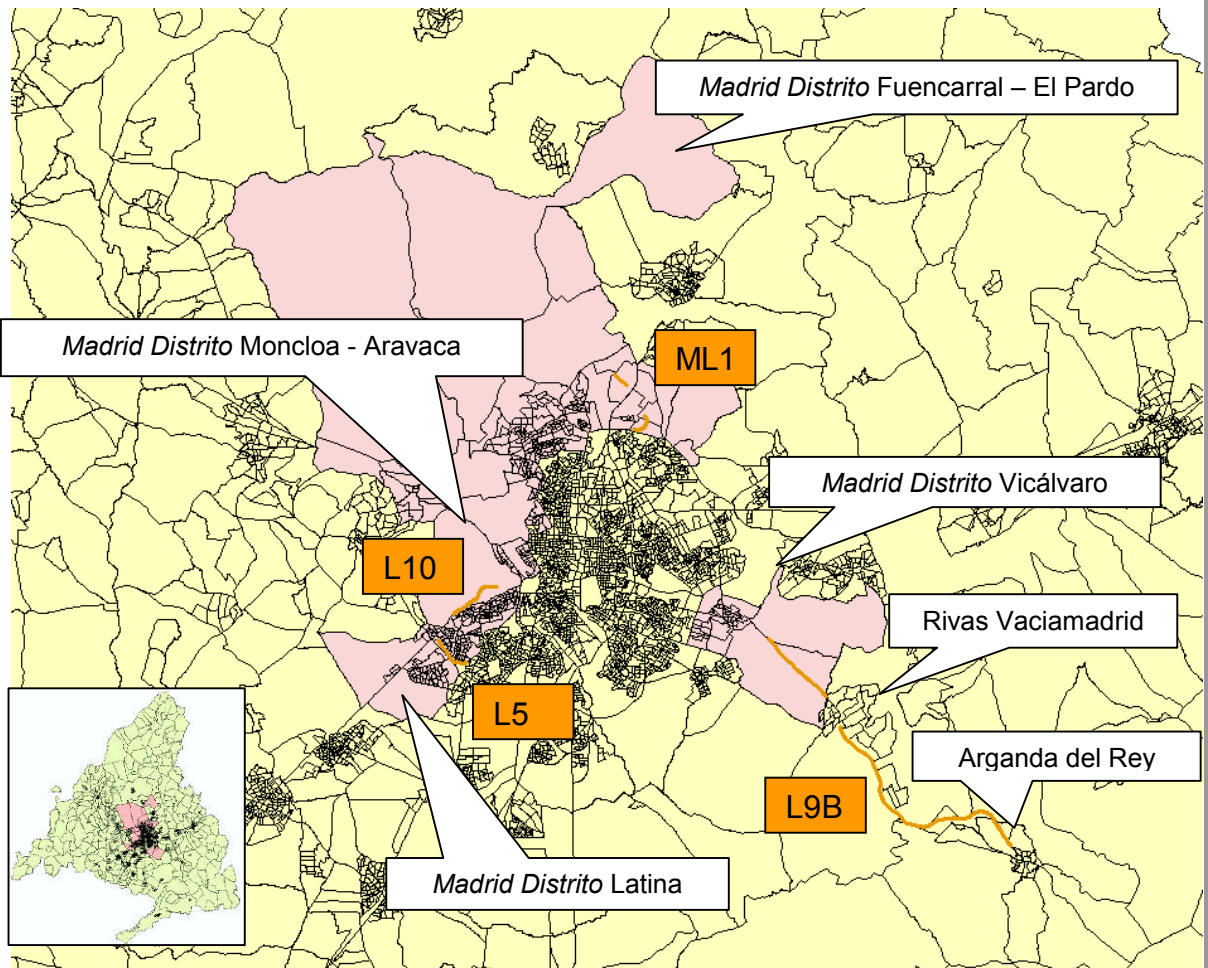 Madrid Distrito Fuencarral – El Pardo
Madrid Distrito Moncloa - Aravaca
ML1
Madrid Distrito Vicálvaro
L10
Rivas Vaciamadrid
L5
Arganda del Rey
L9B
Madrid Distrito Latina